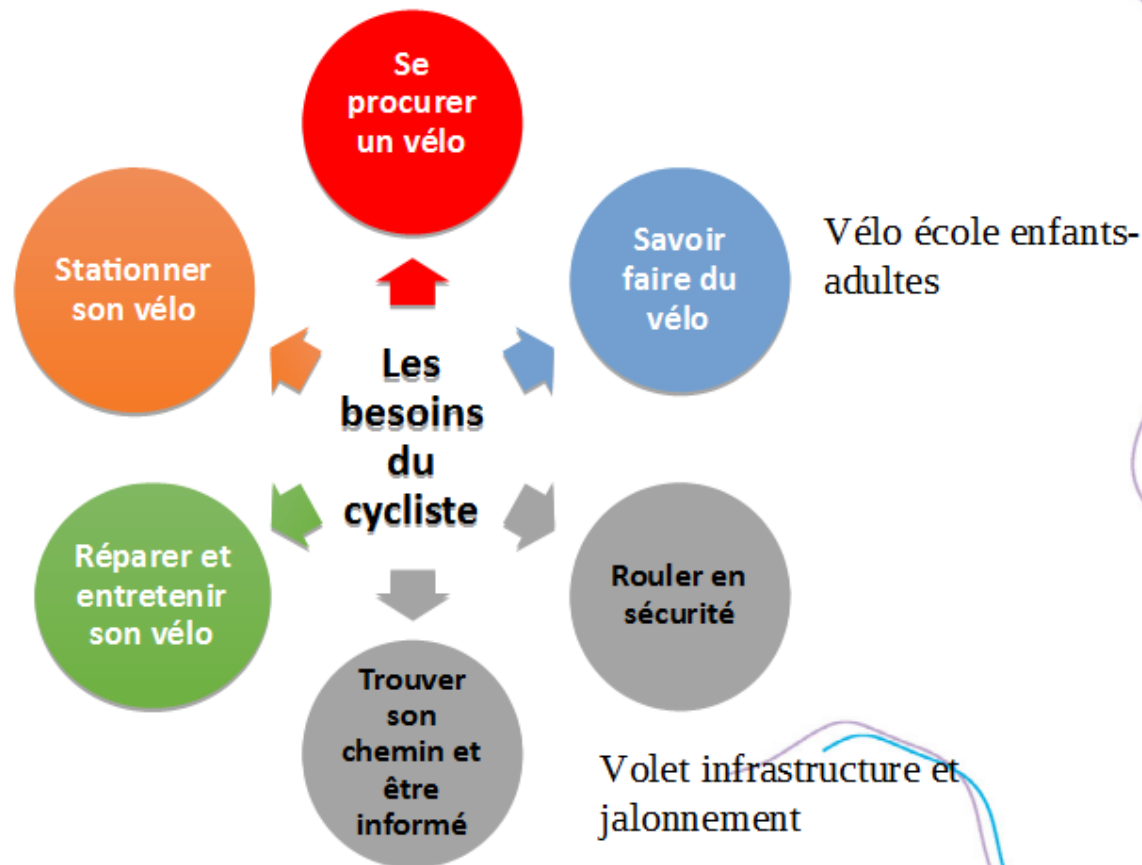 Se
procurer
un vélo
Savoir
faire du
vélo
Vélo école enfants-
adultes
Stationner
son vélo
Les
besoins
du
cycliste
Réparer et
entretenir
son vélo
Rouler en
sécurité
Trouver
son
chemin et
être
informé
Volet infrastructure et
jalonnement